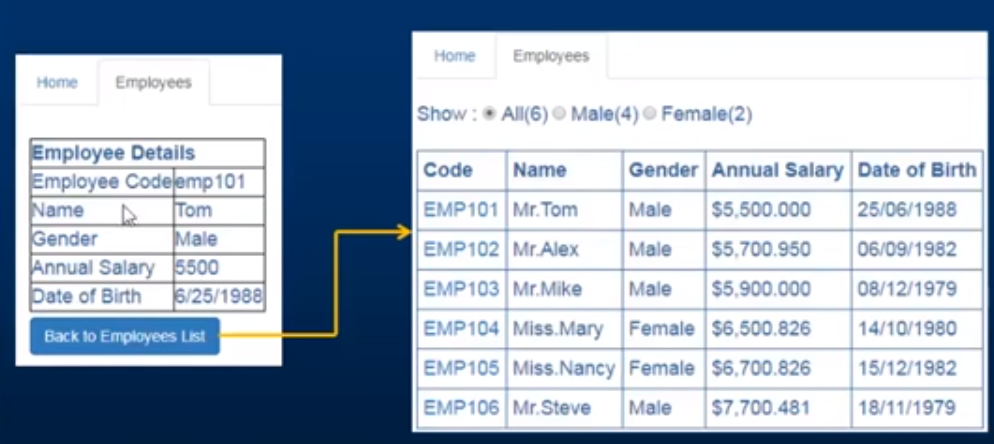 Home Employees
Employee Details
Employee Code emp101
Name Tom
Gender Male
Annual Salary 5500
Date of Birth 6/25/1988
Back to Employees List
Home Employees
Show : All(6) Male(4) Female(2)
Code Name Gender Annual Salary Date of Birth
EMP101 Mr.Tom Male $5,500.000 25/06/1988
EMP102 Mr.Alex Male $5,700.950 06/09/1982
EMP103 Mr.Mike Male $5,900.000 08/12/1979
EMP104 Miss.Mary Female $6,500.826 14/10/1980
EMP105 Miss.Nancy Female $6,700.826 15/12/1982
EMP106 Mr.Steve Male $7,700.481 18/11/1979